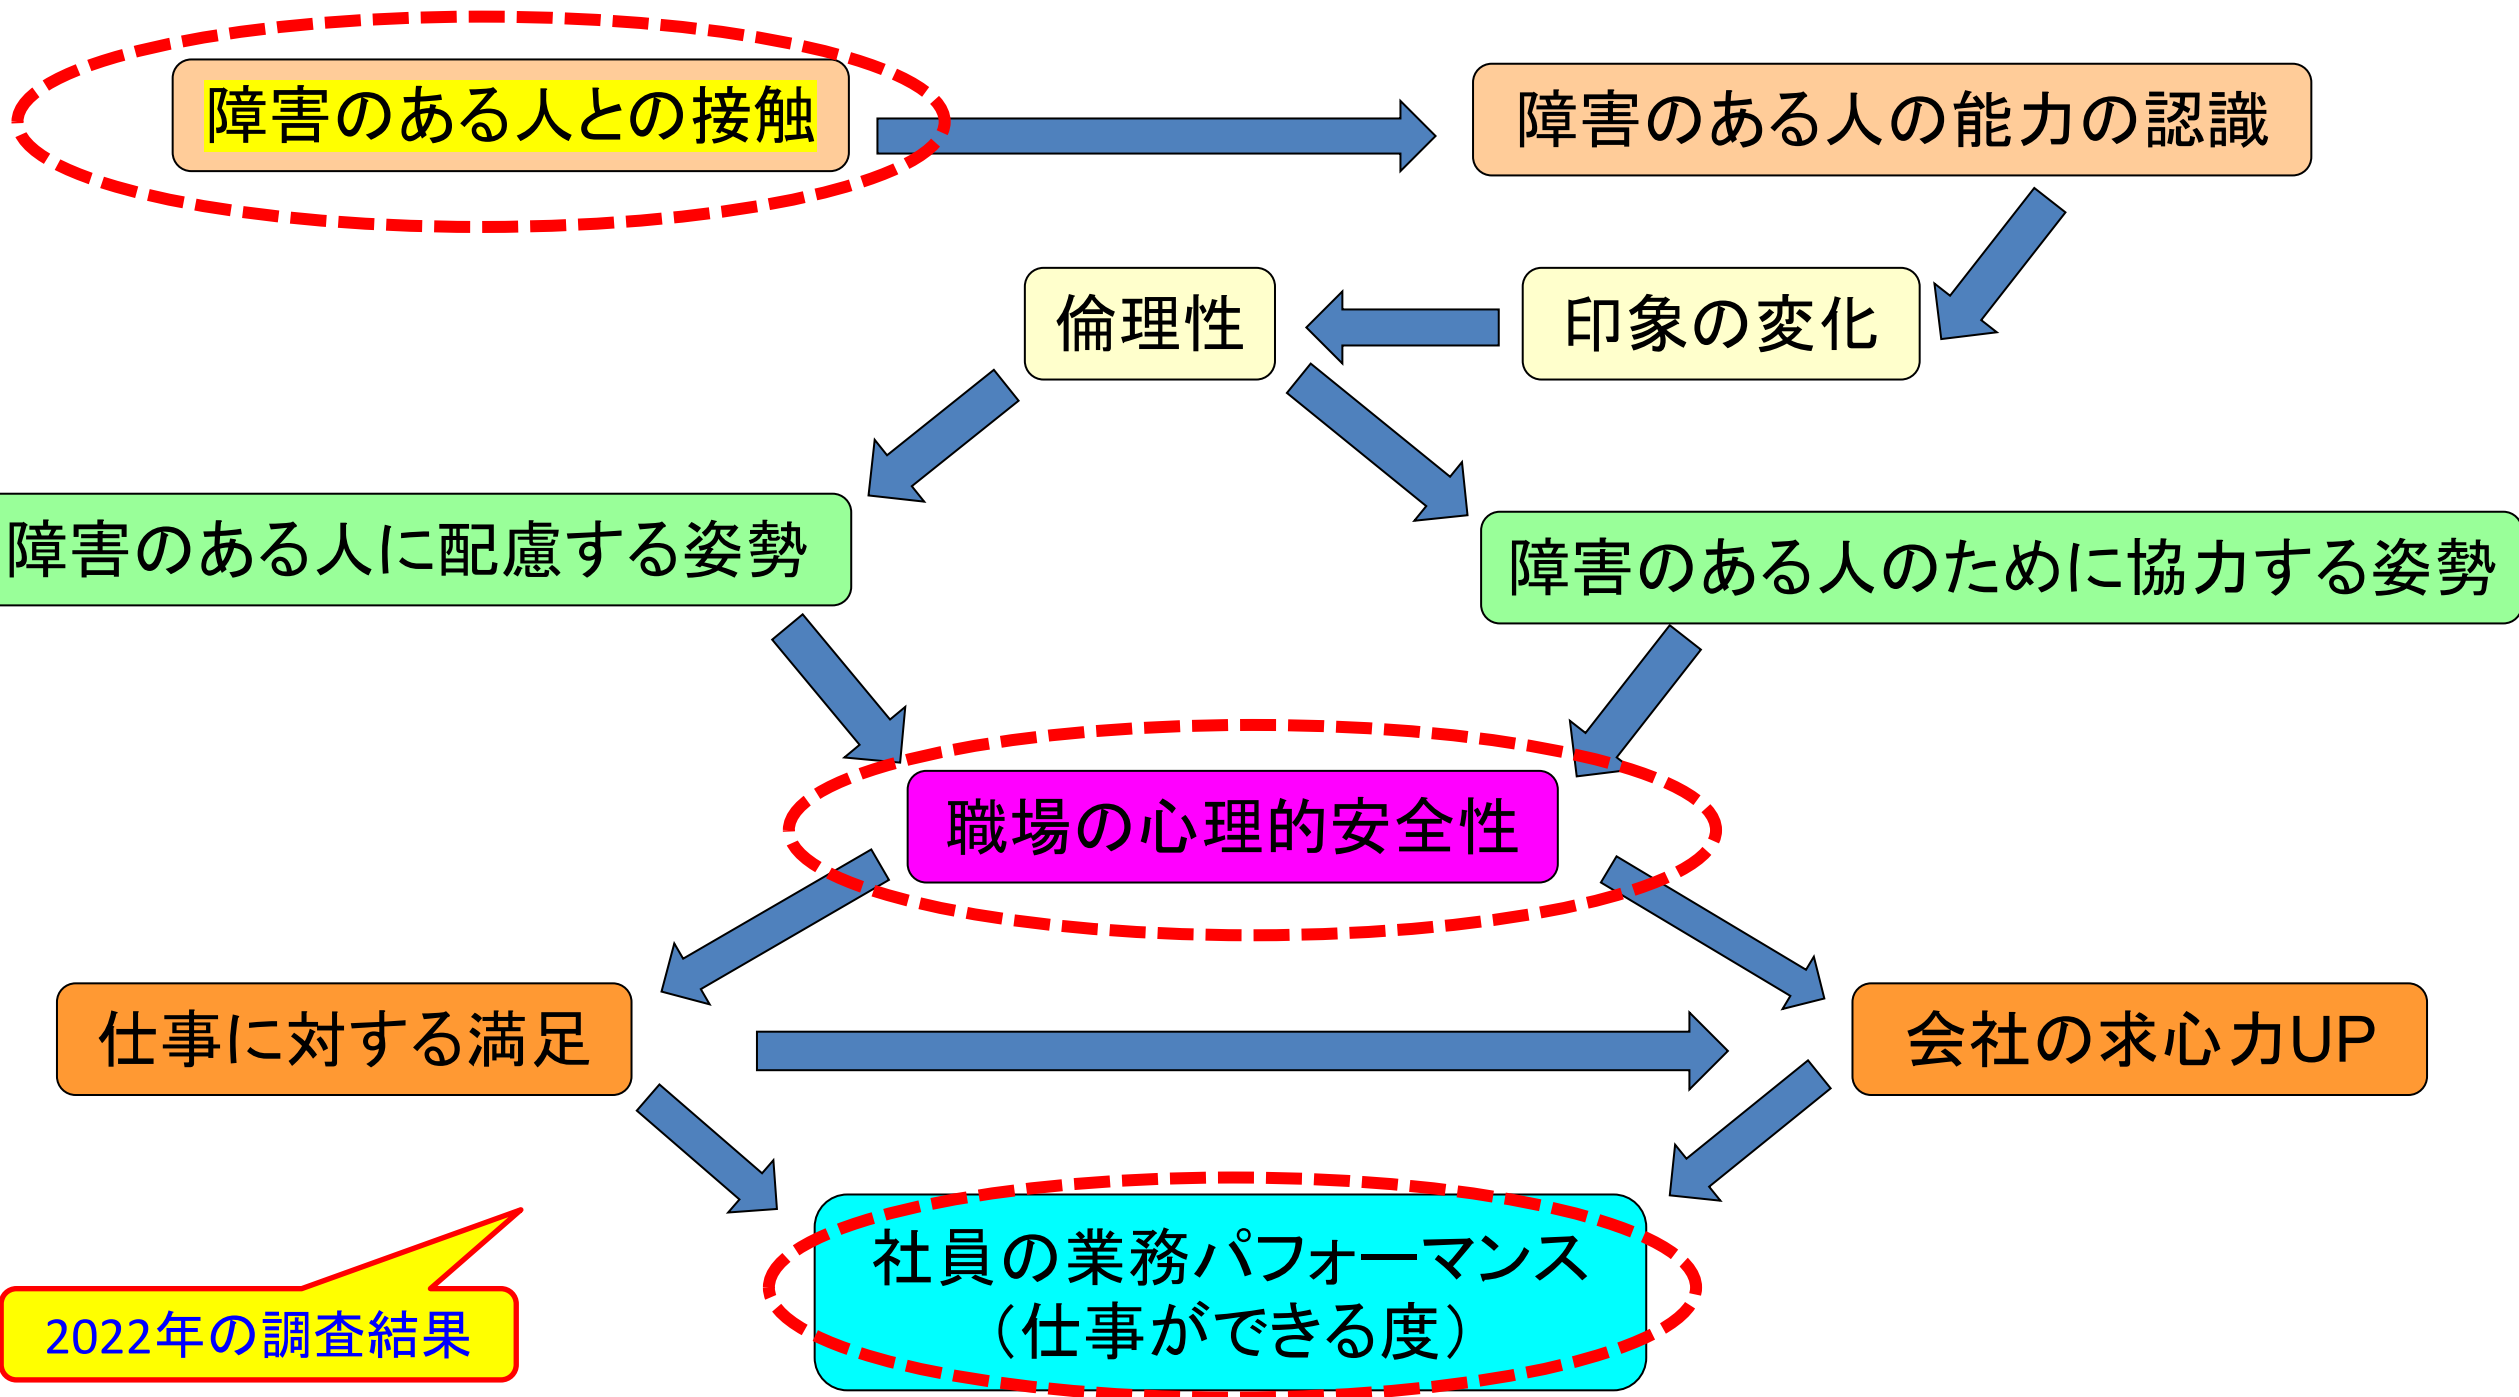 障害のある人との接触
障害のある人の能力の認識
倫理性
印象の変化
障害のある人に配慮する姿勢
障害のある人のために協力する姿勢
職場の心理的安全性
仕事に対する満足
会社の求心力UP
社員の業務パフォーマンス
（仕事ができる度）
2022年の調査結果